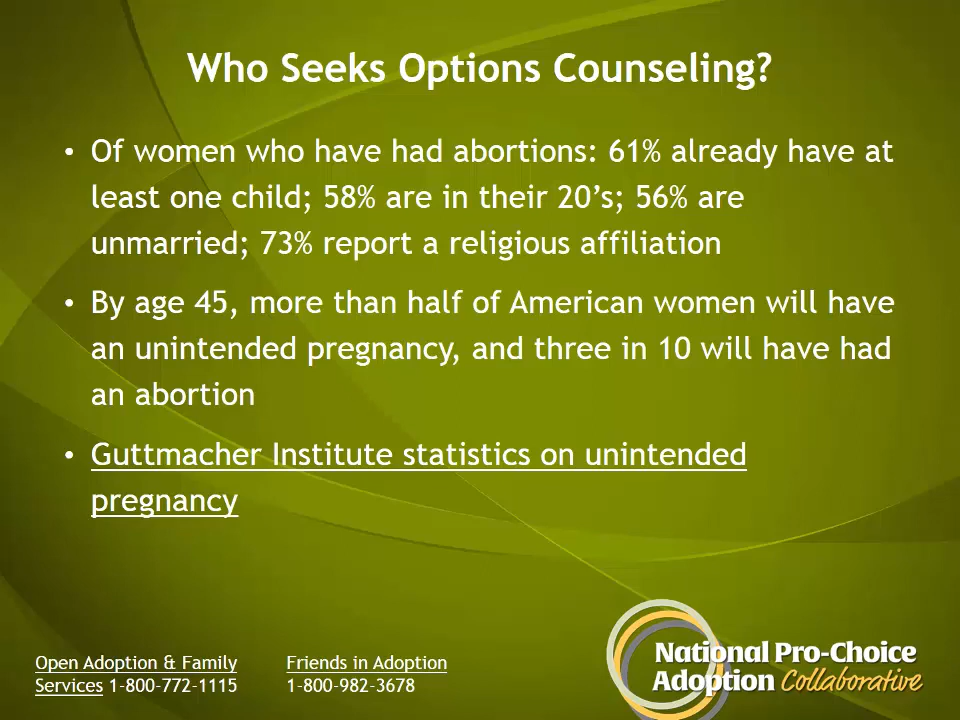 Who Seeks Options Counseling?
• Of women who have had abortions: 61% already have at
least one child; 58% are in their 20’s; 56% are
unmarried; 73% report a religious affiliation
• By age 45, more than half of American women will have
an unintended pregnancy, and three in 10 will have had
an abortion
• Guttmacher Institute statistics on unintended
pregnancy
Open Adoption & Family
Services 1-800-772-1115
Friends in Adoption
1-800-982-3678
National Pro-Choice
Adoption Collaborative